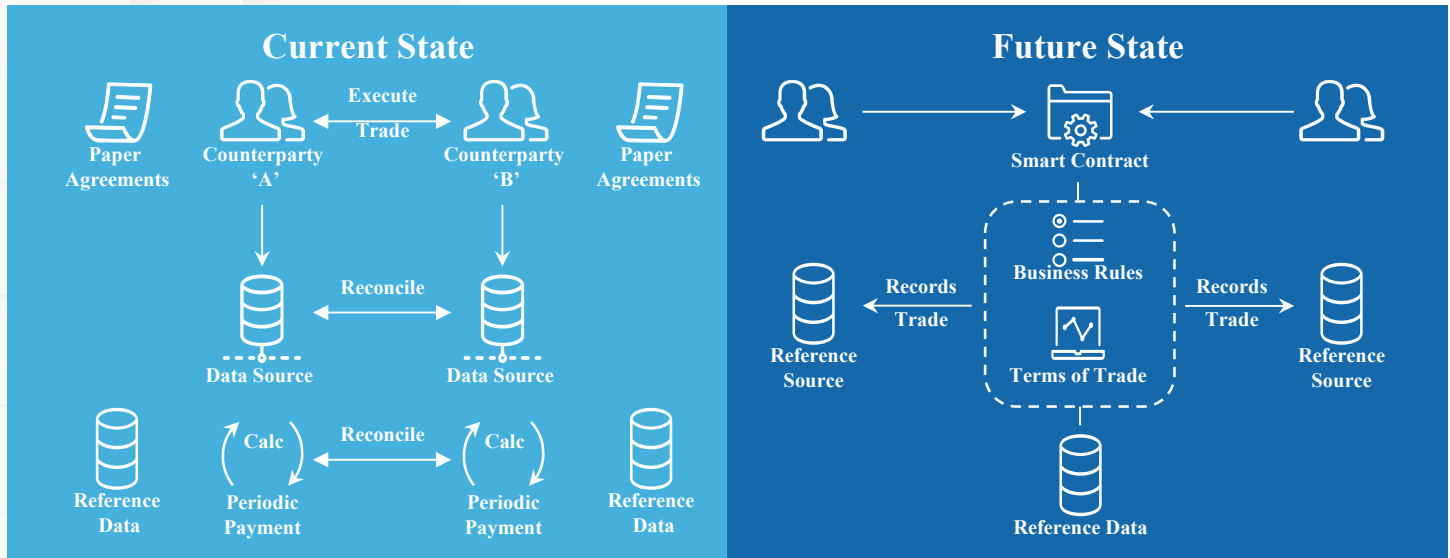 Current State
Paper
Agreements
Counterparty
‘A’
Execute
Trade
Counterparty
‘B’
Paper
Agreements
Data Source
Reconcile
Data Source
Reference
Data
Calc
Periodic
Payment
Reconcile
Calc
Periodic
Payment
Reference
Data
Future State
Smart Contract
Business Rules
Terms of Trade
Records
Trade
Reference
Source
Records
Trade
Reference
Source
Reference Data